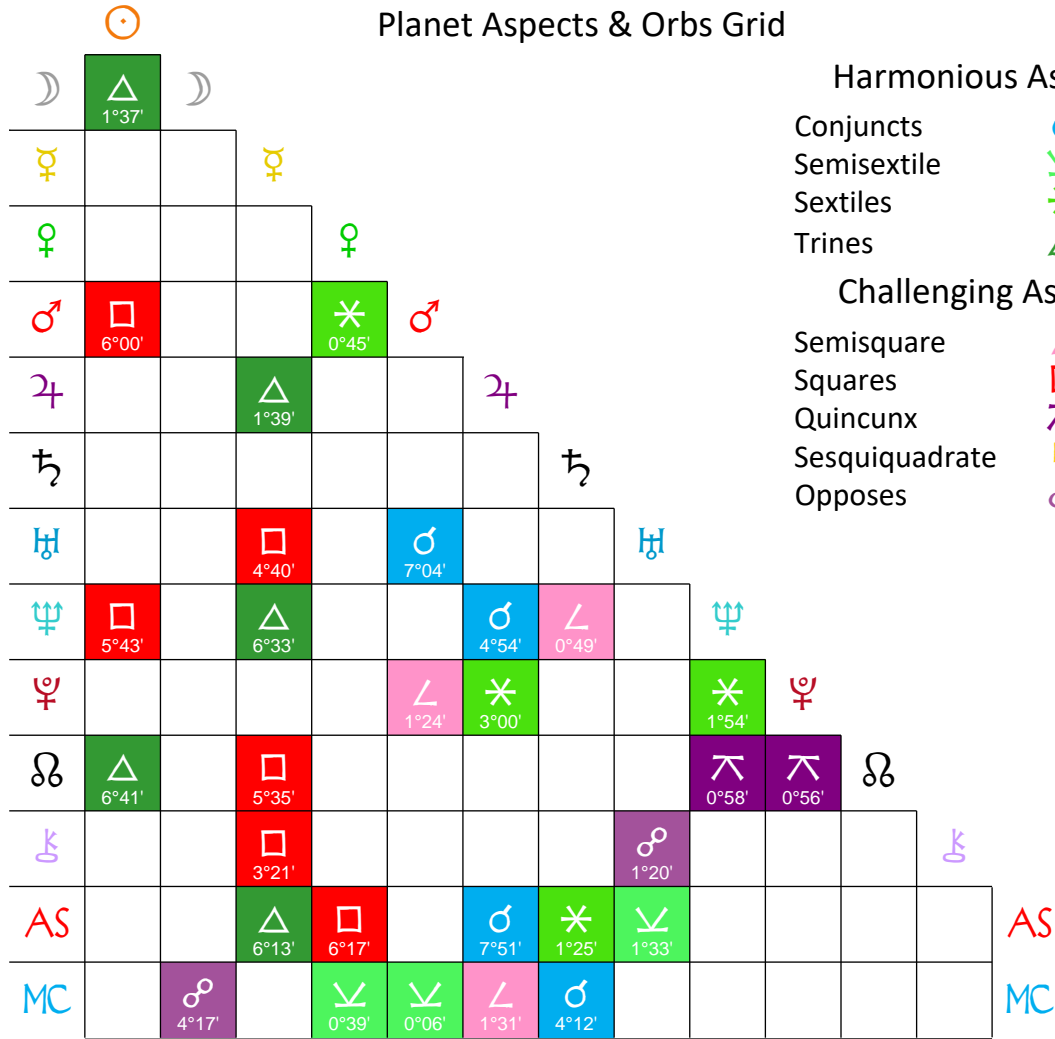 ☉ Planet Aspects & Orbs Grid
Harmonious As
☽ △ 1°37' ☽
Conjuncts ☌
Semisextile ⚺
☿ ☿
Sextiles ⚹
♀ ♀
Trines △
Challenging As
♂ □ 6°00' ⚹ 0°45' ♂
Semisquare ∠
Squares □
♃ △ 1°39' ♃
Quincunx ⚻
Sesquiquadrate
♄ ♄
Opposes ☍
♅ □ 4°40' ☌ 7°04' ♅
♆ □ 5°43' △ 6°33' ☌ 4°54' ∠ 0°49' ♆
♇ ∠ 1°24' ⚹ 3°00' ⚹ 1°54' ♇
☊ △ 6°41' □ 5°35' ⚻ 0°58' ⚻ 0°56' ☊
⚷ □ 3°21' ☍ 1°20' ⚷
AS △ 6°13' □ 6°17' ☌ 7°51' ⚹ 1°25' ⚺ 1°33' AS
MC ☍ 4°17' ⚺ 0°39' ⚺ 0°06' ∠ 1°31' ☌ 4°12' MC